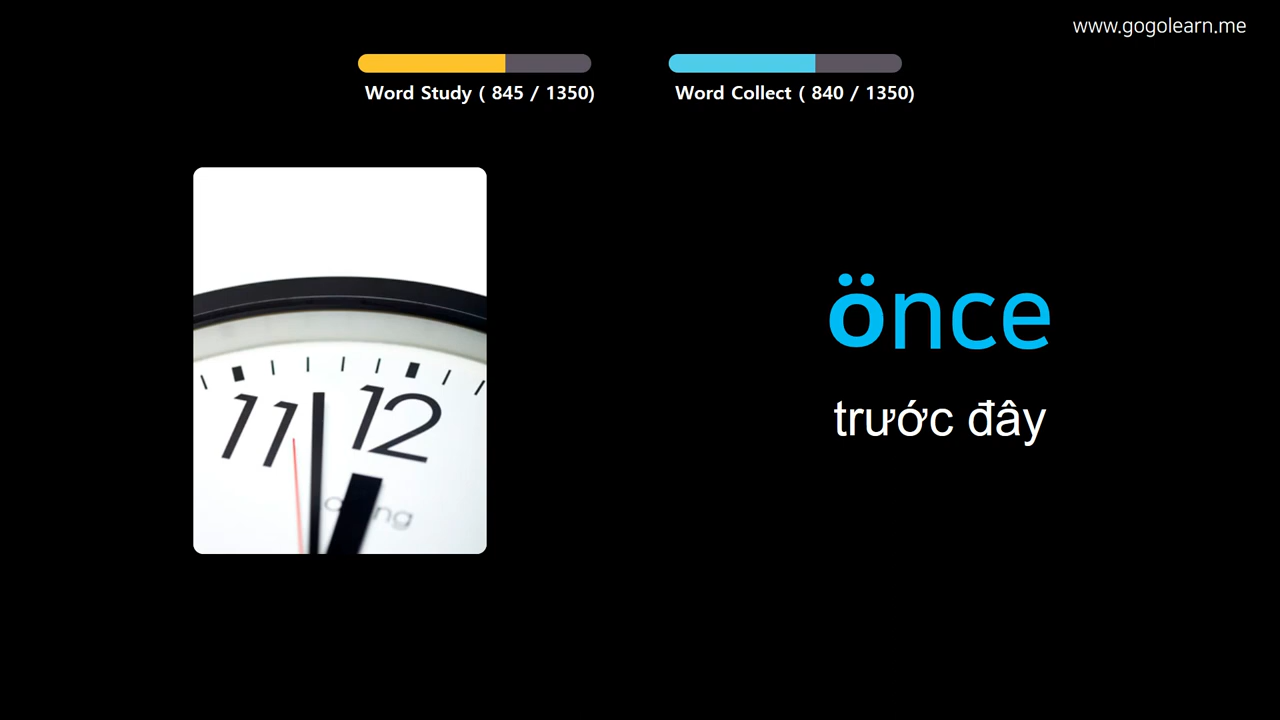 www.gogolearn.me
Word Study ( 845 / 1350)
Word Collect ( 840 / 1350)
önce
trước đây
11 12